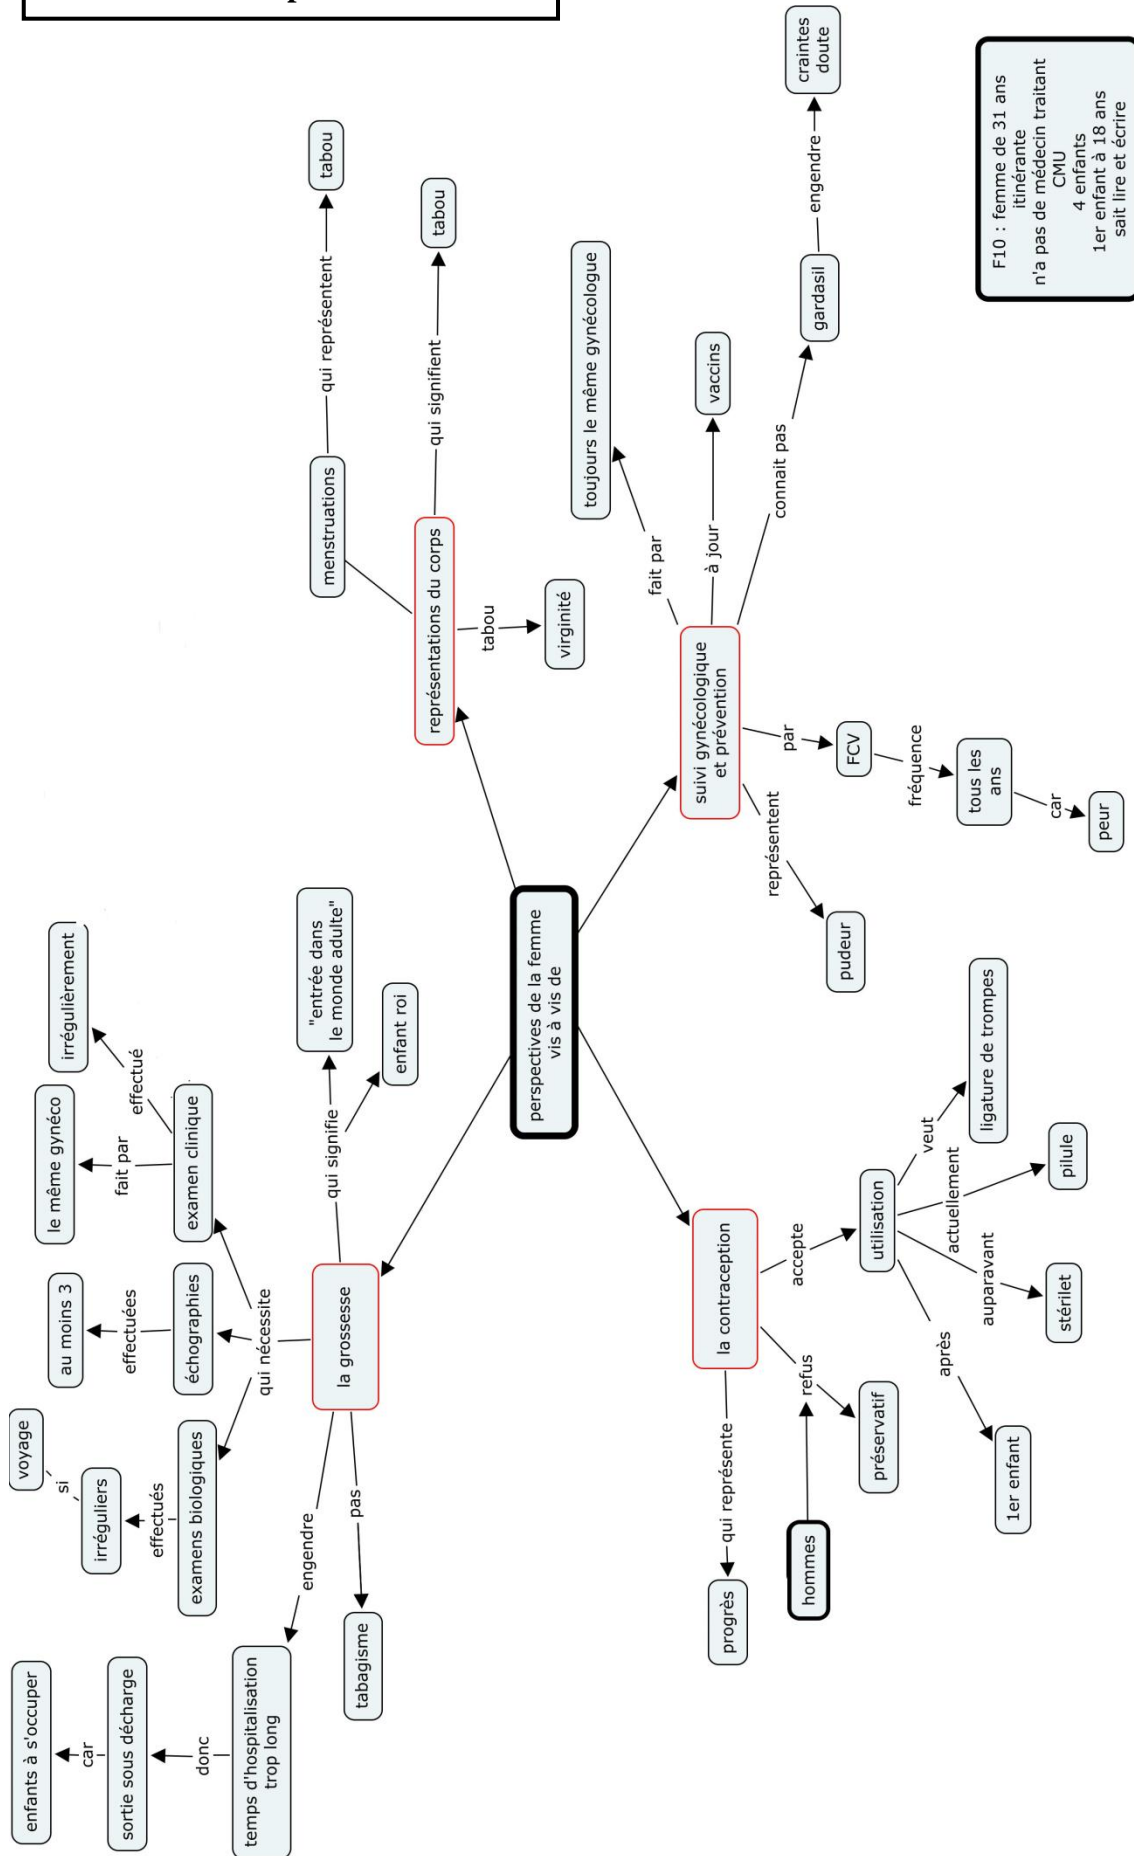 enfants à s'occuper
car
sortie sous décharge
donc
temps d'hospitalisation
trop long
engendre
voyage
si
irréguliers
effectués
examens biologiques
au moins 3
effectuées
échographies
le même gynéco
fait par
irrégulièrement
effectué
examen clinique
qui nécessite
la grossesse
pas
tabagisme
qui signifie
"entrée dans
le monde adulte"
enfant roi
tabou
qui représentent
menstruations
tabou
qui signifient
représentations du corps
tabou
virginité
perspectives de la femme
vis à vis de
la contraception
qui représente
progrès
hommes
refus
préservatif
accepte
utilisation
après
1er enfant
auparavant
stérilet
actuellement
pilule
veut
ligature de trompes
toujours le même gynécologue
fait par
suivi gynécologique
et prévention
à jour
vaccins
connait pas
gardasil
engendre
craintes
doute
représentent
pudeur
par
FCV
fréquence
tous les
ans
car
peur
F10 : femme de 31 ans
itinérante
n'a pas de médecin traitant
CMU
4 enfants
1er enfant à 18 ans
sait lire et écrire